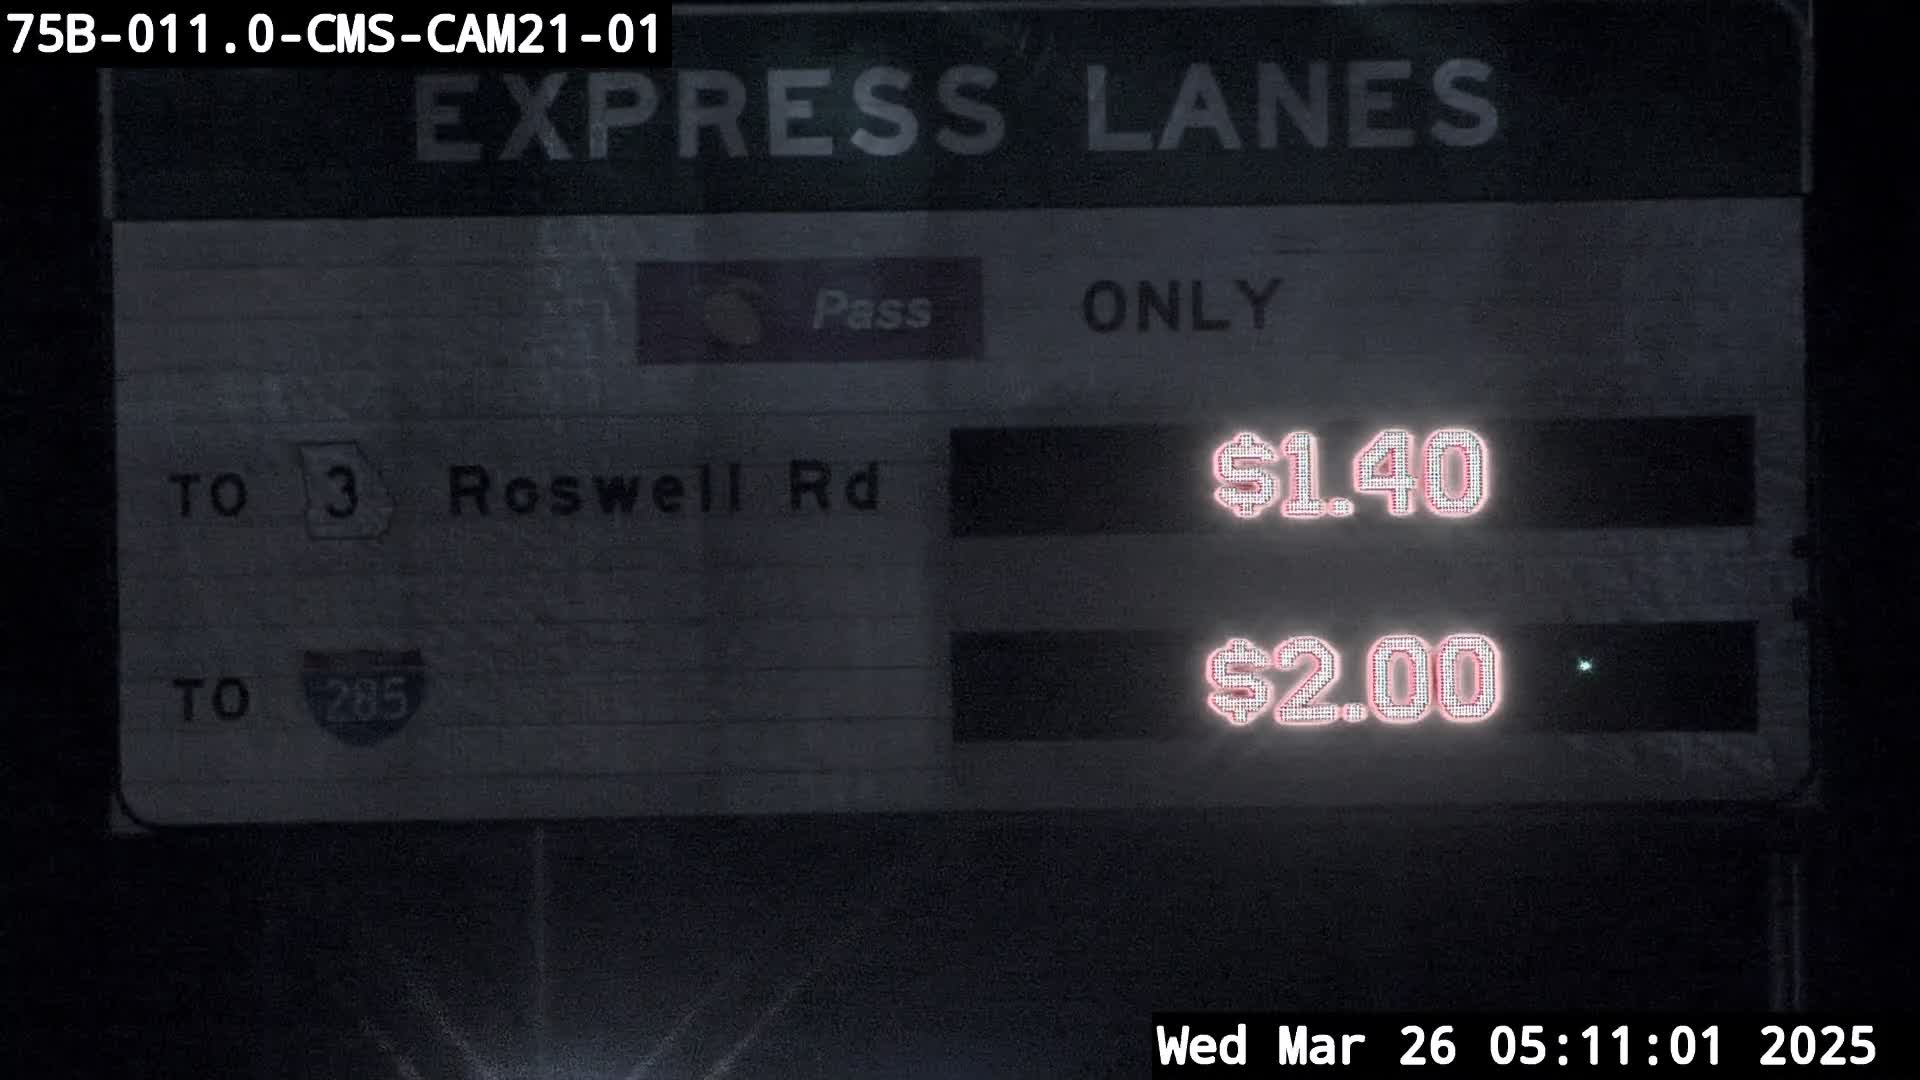 75B-011.0-CMS-CAM21-01
EXPRESS LANES
Pass ONLY
TO 3 Roswell Rd $1.40
TO 285 $2.00
Wed Mar 26 05:11:01 2025